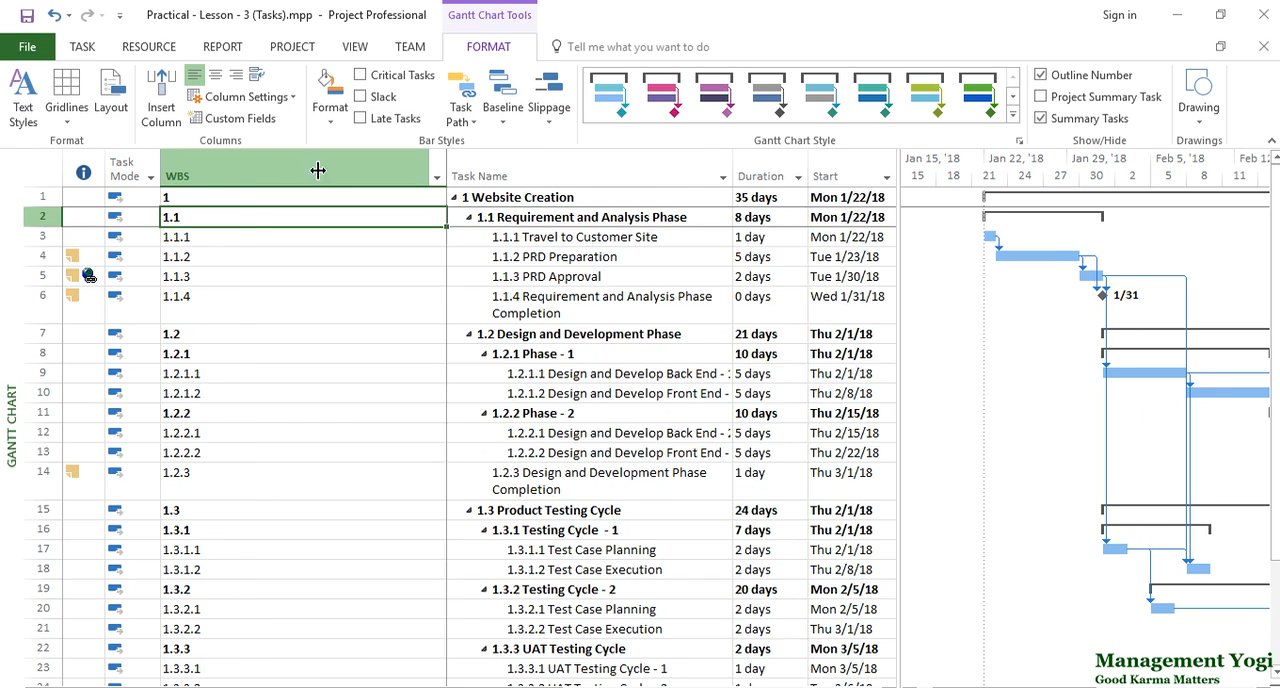 Practical - Lesson - 3 (Tasks).mpp - Project Professional
Gantt Chart Tools
Sign in
File TASK RESOURCE REPORT PROJECT VIEW TEAM FORMAT Tell me what you want to do
Text Styles
Gridlines
Layout
Format
Insert Column
Column Settings
Custom Fields
Columns
Format
Critical Tasks
Slack
Late Tasks
Task Path
Baseline
Slippage
Bar Styles
Gantt Chart Style
Outline Number
Project Summary Task
Summary Tasks
Show/Hide
Drawing
Drawings
Task Mode WBS Task Name Duration Start
Jan 15, '18 Jan 22, '18 Jan 29, '18 Feb 5, '18 Feb 12
15 18 21 24 27 30 2 5 8 11
1 1 1 Website Creation 35 days Mon 1/22/18
2 1.1 1.1 Requirement and Analysis Phase 8 days Mon 1/22/18
3 1.1.1 1.1.1 Travel to Customer Site 1 day Mon 1/22/18
4 1.1.2 1.1.2 PRD Preparation 5 days Tue 1/23/18
5 1.1.3 1.1.3 PRD Approval 2 days Tue 1/30/18
6 1.1.4 1.1.4 Requirement and Analysis Phase 0 days Wed 1/31/18 1/31
Completion
7 1.2 1.2 Design and Development Phase 21 days Thu 2/1/18
8 1.2.1 1.2.1 Phase - 1 10 days Thu 2/1/18
9 1.2.1.1 1.2.1.1 Design and Develop Back End - 5 days Thu 2/1/18
10 1.2.1.2 1.2.1.2 Design and Develop Front End - 5 days Thu 2/8/18
11 1.2.2 1.2.2 Phase - 2 10 days Thu 2/15/18
12 1.2.2.1 1.2.2.1 Design and Develop Back End - 5 days Thu 2/15/18
13 1.2.2.2 1.2.2.2 Design and Develop Front End - 5 days Thu 2/22/18
14 1.2.3 1.2.3 Design and Development Phase 1 day Thu 3/1/18
Completion
15 1.3 1.3 Product Testing Cycle 24 days Thu 2/1/18
16 1.3.1 1.3.1 Testing Cycle - 1 7 days Thu 2/1/18
17 1.3.1.1 1.3.1.1 Test Case Planning 2 days Thu 2/1/18
18 1.3.1.2 1.3.1.2 Test Case Execution 2 days Thu 2/8/18
19 1.3.2 1.3.2 Testing Cycle - 2 20 days Mon 2/5/18
20 1.3.2.1 1.3.2.1 Test Case Planning 2 days Mon 2/5/18
21 1.3.2.2 1.3.2.2 Test Case Execution 2 days Thu 3/1/18
22 1.3.3 1.3.3 UAT Testing Cycle 2 days Mon 3/5/18
23 1.3.3.1 1.3.3.1 UAT Testing Cycle - 1 1 day Mon 3/5/18
GANTT CHART
Management Yogi
Good Karma Matters